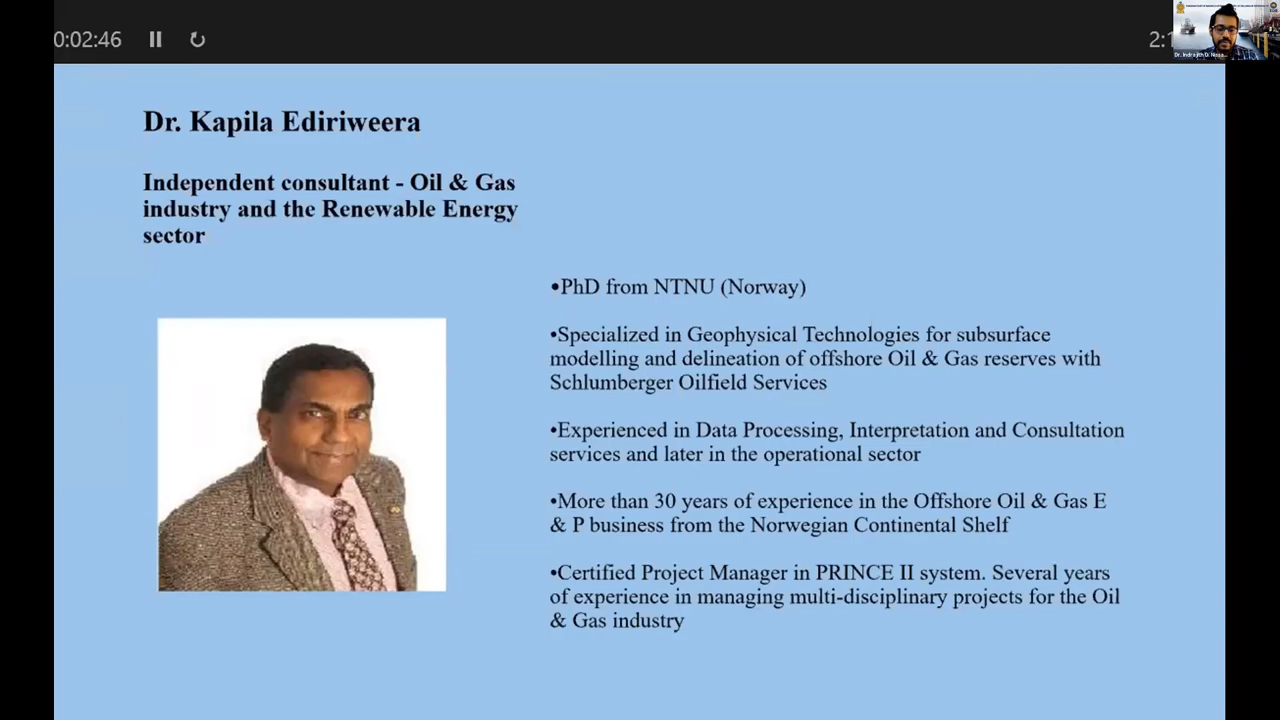 0:02:46
2:1
Dr. Kapila Ediriweera
Independent consultant - Oil & Gas
industry and the Renewable Energy
sector
•PhD from NTNU (Norway)
•Specialized in Geophysical Technologies for subsurface
modelling and delineation of offshore Oil & Gas reserves with
Schlumberger Oilfield Services
•Experienced in Data Processing, Interpretation and Consultation
services and later in the operational sector
•More than 30 years of experience in the Offshore Oil & Gas E
& P business from the Norwegian Continental Shelf
•Certified Project Manager in PRINCE II system. Several years
of experience in managing multi-disciplinary projects for the Oil
& Gas industry